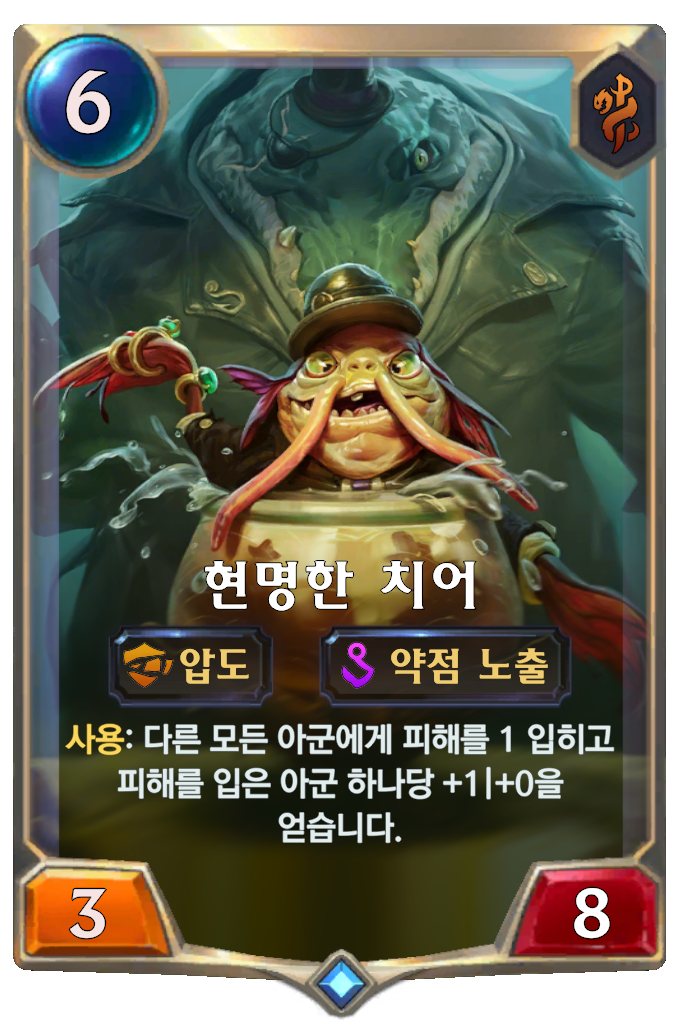 6
현명한 치어
압도 약점 노출
사용: 다른 모든 아군에게 피해를 1 입히고
피해를 입은 아군 하나당 +1|+0을
얻습니다.
3 8